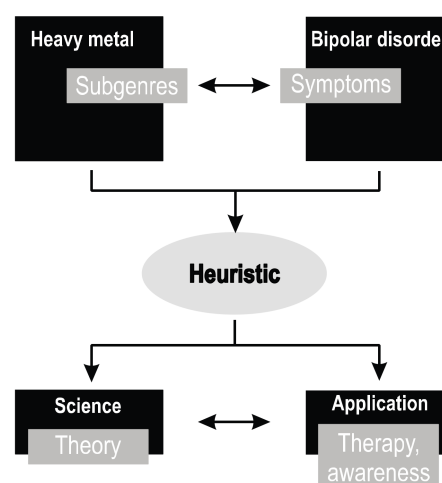 Heavy metal
Bipolar disorde
Subgenres
Symptoms
Heuristic
Science
Application
Theory
Therapy,
awareness